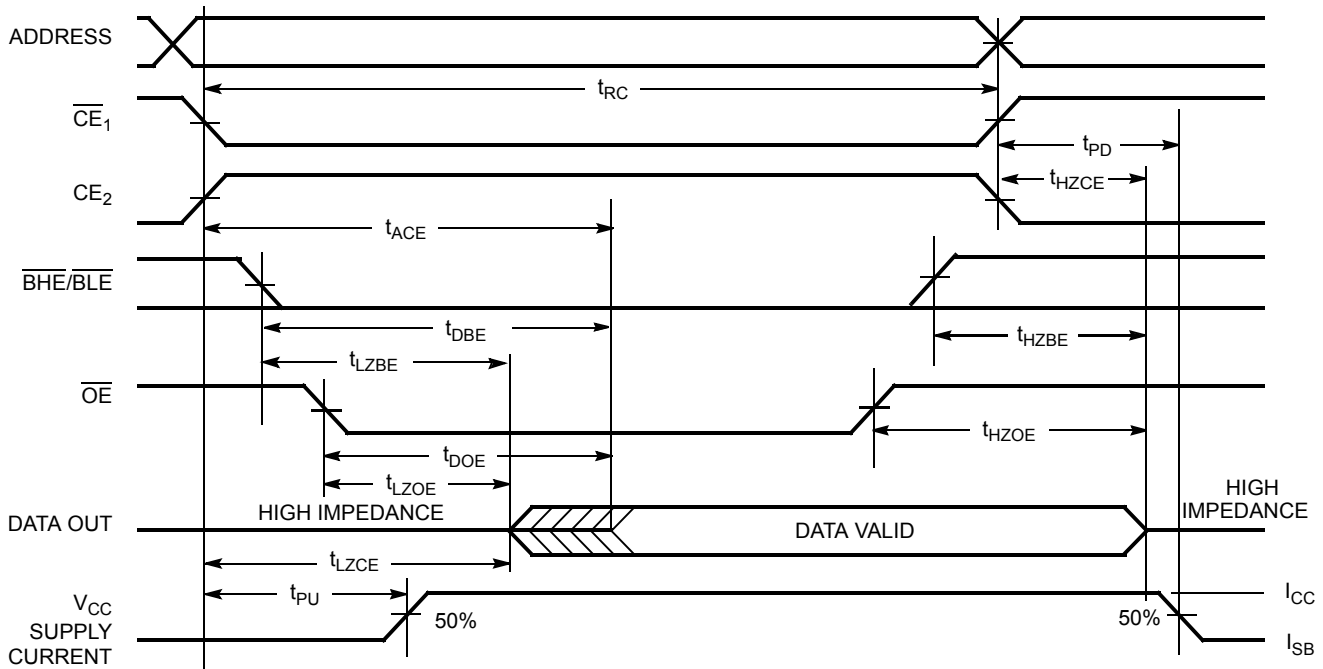 ADDRESS
tRC
CE1
tPD
tHZCE
CE2
tACE
BHE/BLE
tDBE
tHZBE
tLZBE
OE
tHZOE
tDOE
tLZOE
HIGH IMPEDANCE
HIGH
IMPEDANCE
DATA OUT
DATA VALID
tLZCE
tPU
VCC
SUPPLY
CURRENT
50%
50%
ICC
ISB